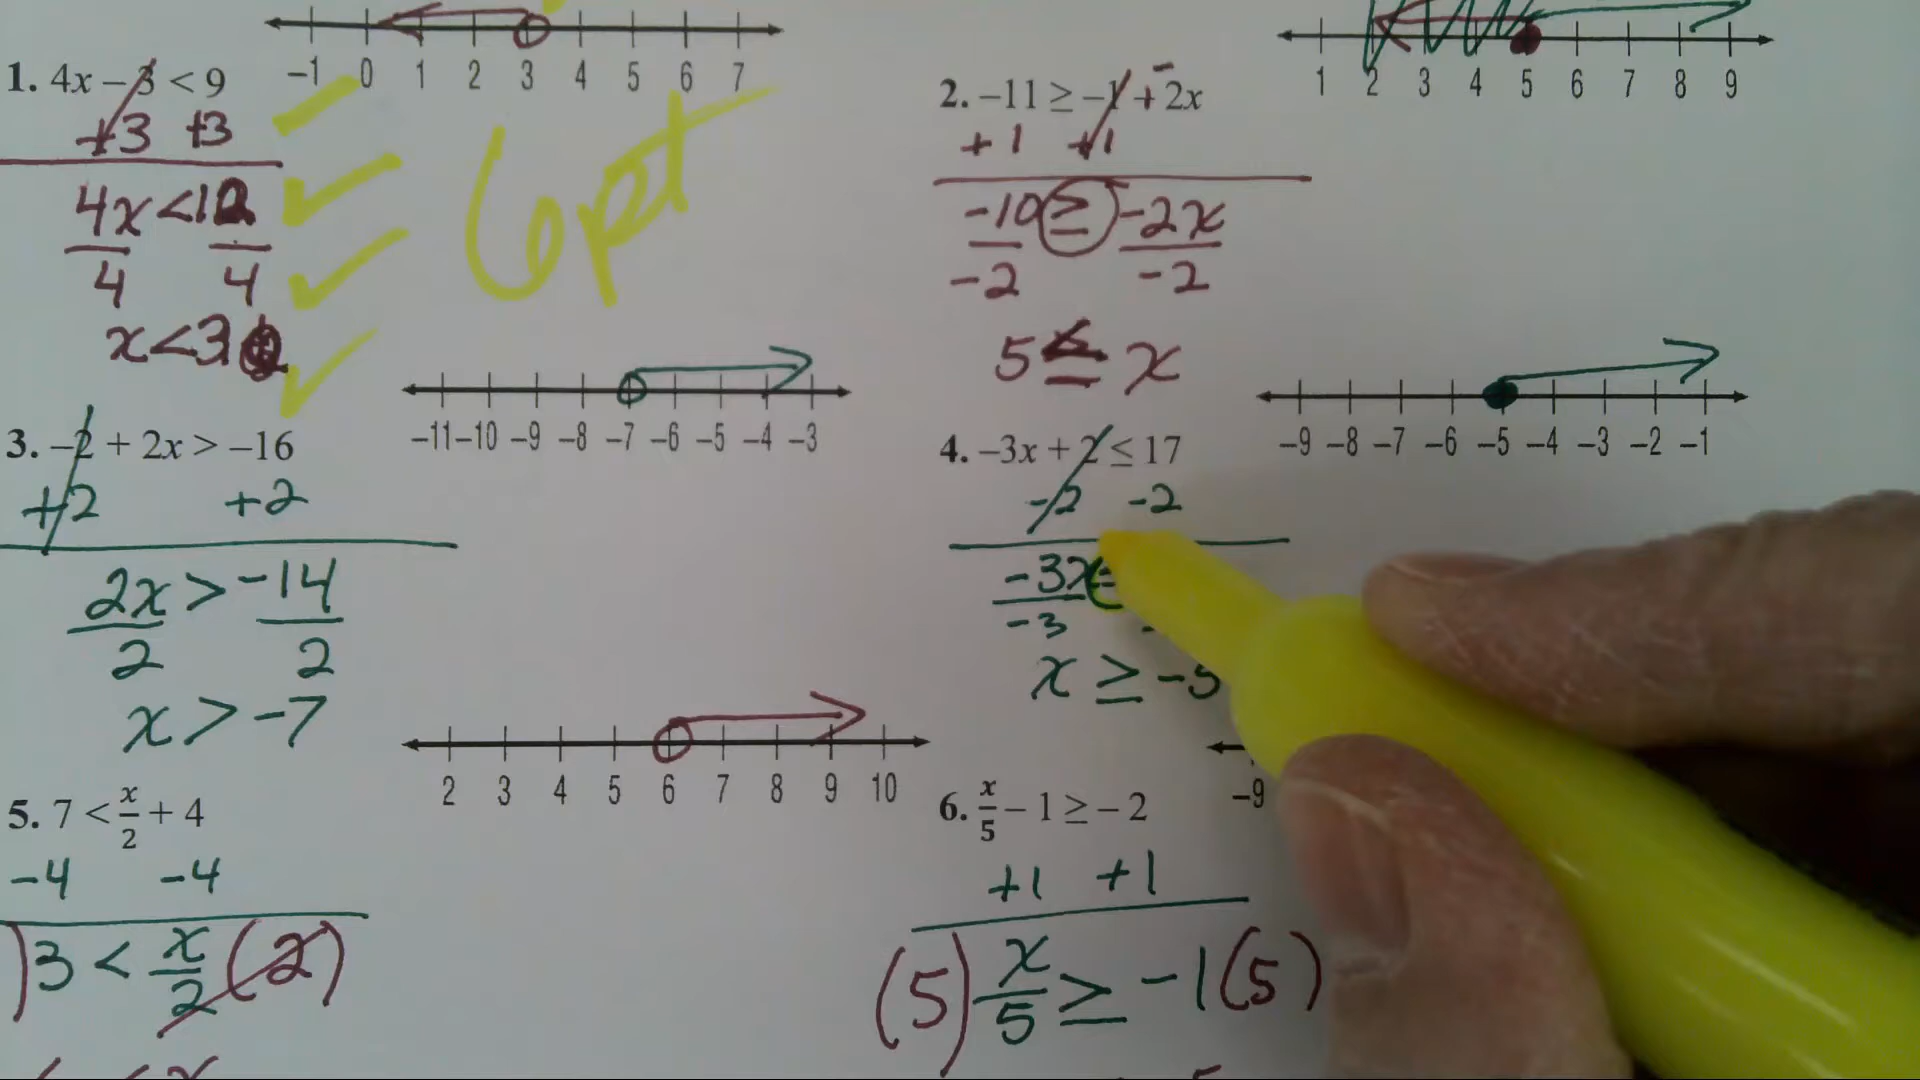 -1 0 1 2 3 4 5 6 7
1. 4x – 3 < 9
+3 +3
4x < 12
4 4
x < 3
6pt
1 2 3 4 5 6 7 8 9
2. –11 ≥ –1 + –2x
+1 +1
-10 ≥ -2x
-2 -2
5 ≤ x
–11 –10 –9 –8 –7 –6 –5 –4 –3
3. –2 + 2x > –16
+2 +2
2x > -14
2 2
x > -7
–9 –8 –7 –6 –5 –4 –3 –2 –1
4. –3x + 2 ≤ 17
-2 -2
-3x
-3
x ≥ -5
2 3 4 5 6 7 8 9 10
5. 7 < x/2 + 4
-4 -4
)3 < x/2 (2)
–9
6. x/5 – 1 ≥ – 2
+1 +1
(5) x/5 ≥ -1(5)